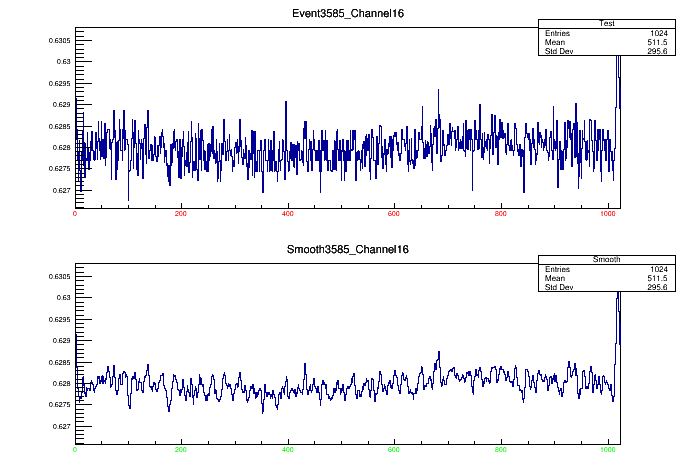 Event3585_Channel16
Test
Entries 1024
Mean 511.5
Std Dev 295.6
0.6305
0.63
0.6295
0.629
0.6285
0.628
0.6275
0.627
0 200 400 600 800 1000
Smooth3585_Channel16
Smooth
Entries 1024
Mean 511.5
Std Dev 295.6
0.6305
0.63
0.6295
0.629
0.6285
0.628
0.6275
0.627
0 200 400 600 800 1000